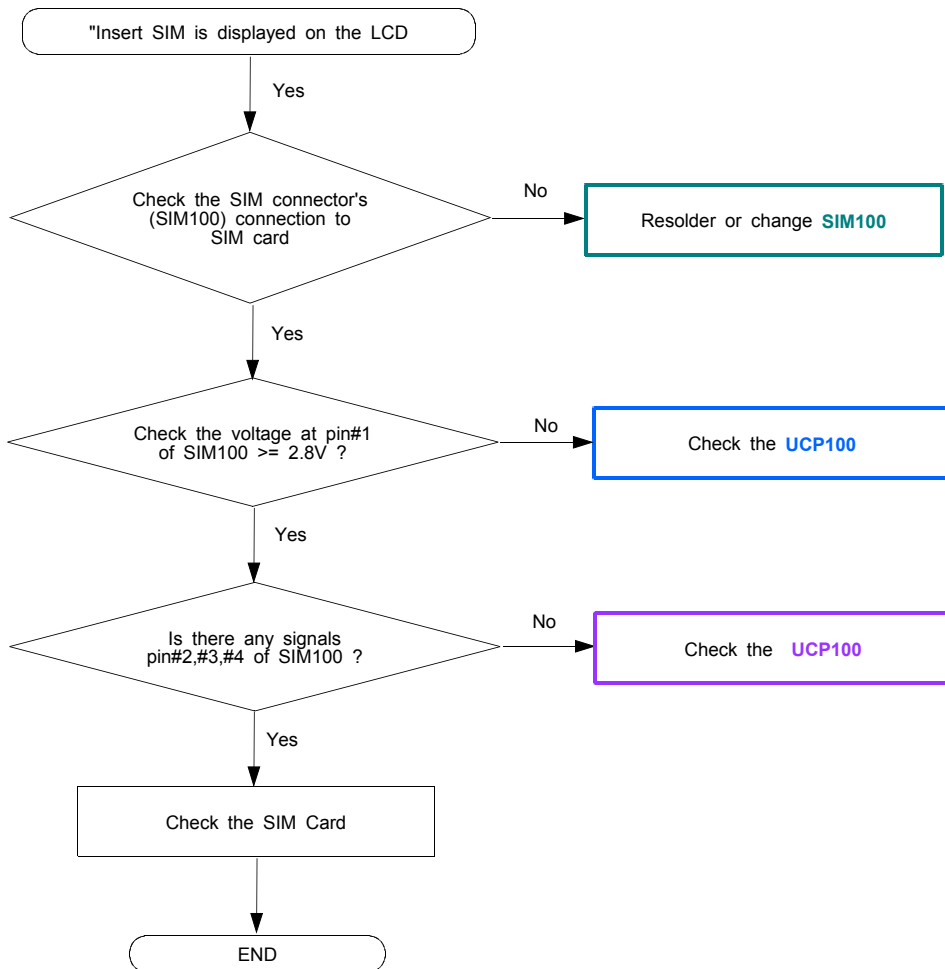 "Insert SIM is displayed on the LCD
Yes
Check the SIM connector's
(SIM100) connection to
SIM card
No
Resolder or change SIM100
Yes
Check the voltage at pin#1
of SIM100 >= 2.8V ?
No
Check the UCP100
Yes
Is there any signals
pin#2,#3,#4 of SIM100 ?
No
Check the UCP100
Yes
Check the SIM Card
END